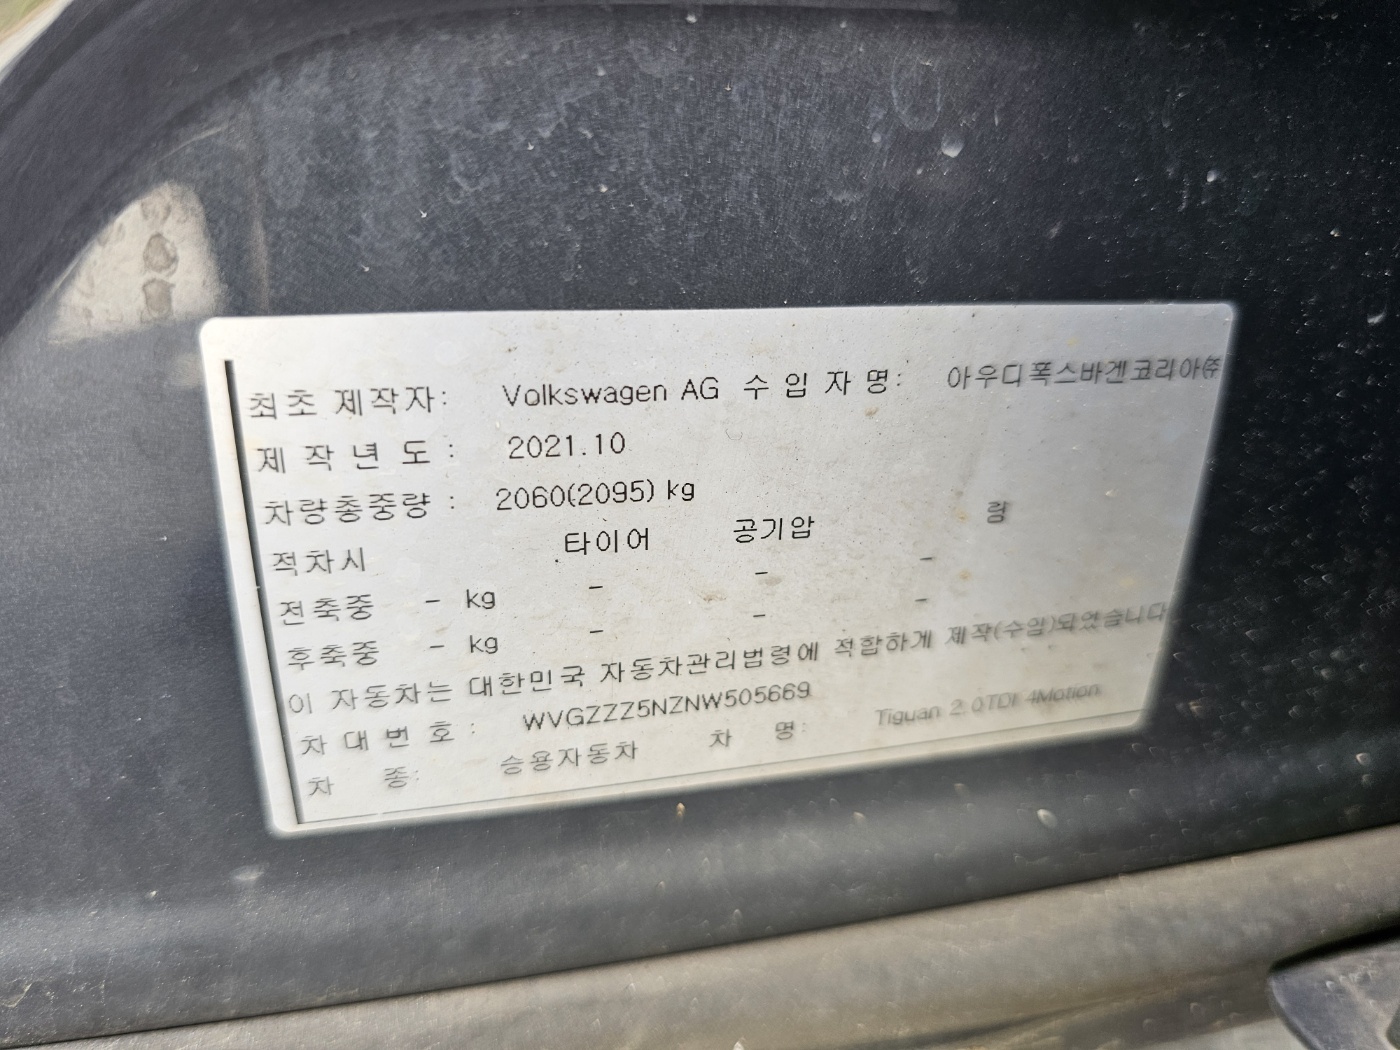 최초 제작자: Volkswagen AG 수 입 자 명: 아우디폭스바겐코리아㈜
제 작 년 도 : 2021.10
차량총중량 : 2060(2095) kg
적차시 타이어 공기압 림
전축중 - kg - - -
후축중 - kg - - -
이 자동차는 대한민국 자동차관리법령에 적합하게 제작(수입)되었습니다
차 대 번 호 : WVGZZZ5NZNW505669
차 종: 승용자동차 차 명: Tiguan 2.0TDI 4Motion